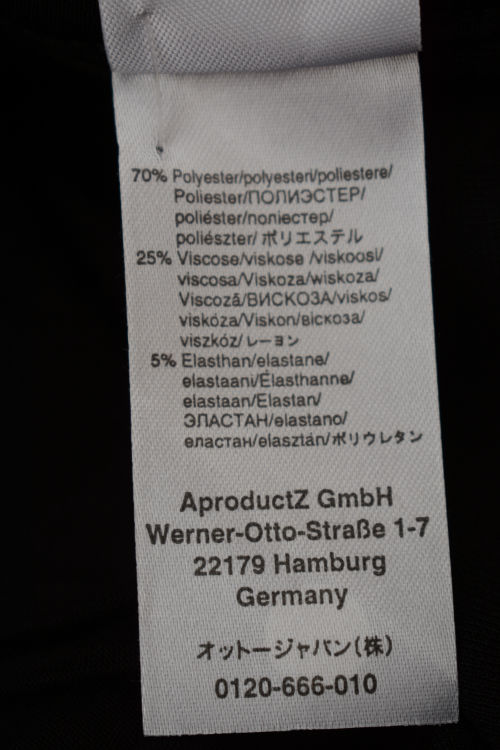 70% Polyester/polyesteri/poliestere/
Poliester/ПОЛИЭСТЕР/
poliéster/поліестер/
poliészter/ポリエステル
25% Viscose/viskose /viskoosi/
viscosa/Viskoza/wiskoza/
Viscoză/ВИСКОЗА/viskos/
viskóza/Viskon/віскоза/
viszkóz/レーヨン
5% Elasthan/elastane/
elastaani/Élasthanne/
elastaan/Elastan/
ЭЛАСТАН/elastano/
еластан/elasztán/ポリウレタン
AproductZ GmbH
Werner-Otto-Straße 1-7
22179 Hamburg
Germany
オットージャパン(株)
0120-666-010